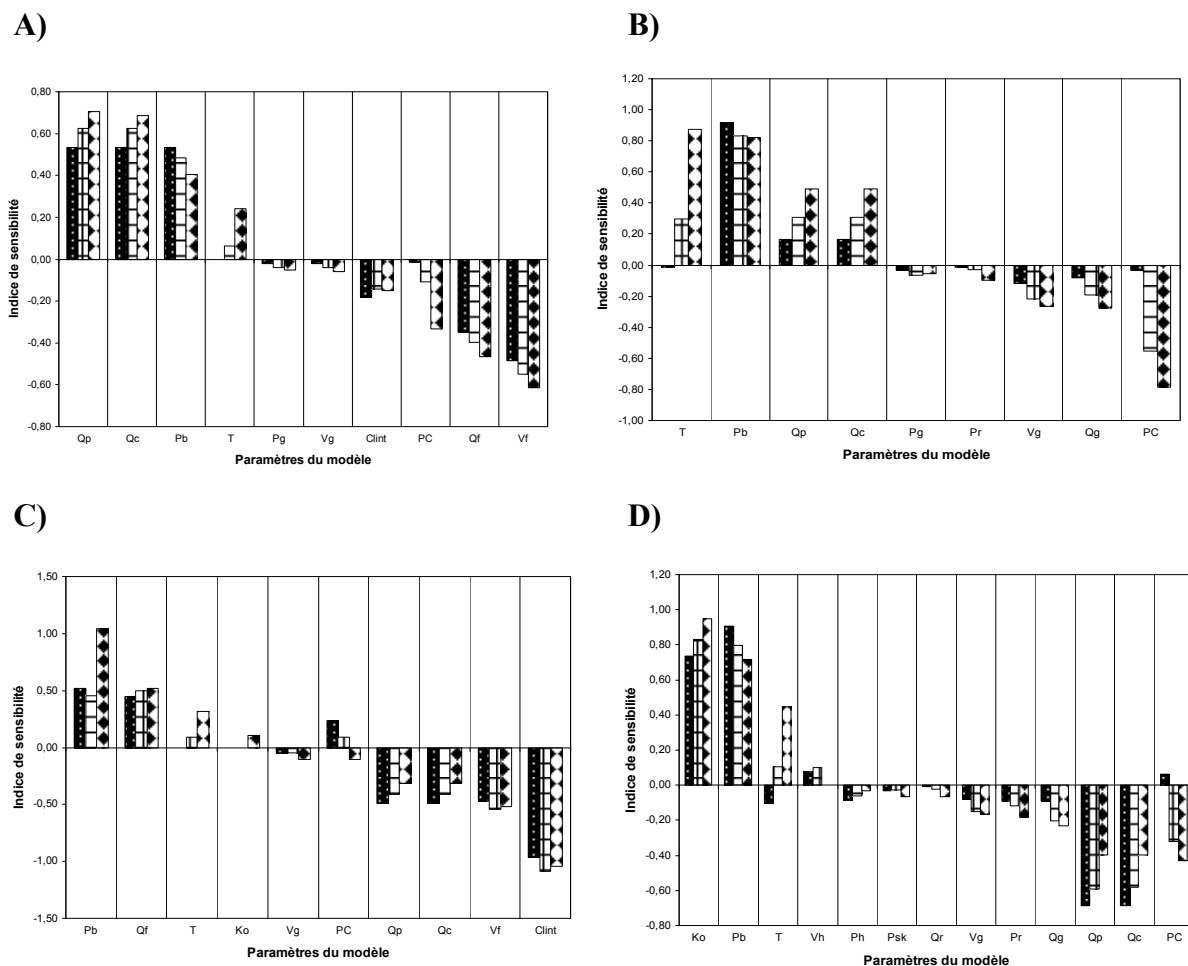 A)
0,80
0,60
0,40
0,20
0,00
-0,20
-0,40
-0,60
-0,80
Indice de sensibilité
Qp Qc Pb T Pg Vg Clint PC Qf Vf
Paramètres du modèle
B)
1,20
1,00
0,80
0,60
0,40
0,20
0,00
-0,20
-0,40
-0,60
-0,80
-1,00
Indice de sensibilité
T Pb Qp Qc Pg Pr Vg Qg PC
Paramètres du modèle
C)
1,50
1,00
0,50
0,00
-0,50
-1,00
-1,50
Indice de sensibilité
Pb Qf T Ko Vg PC Qp Qc Vf Clint
Paramètres du modèle
D)
1,20
1,00
0,80
0,60
0,40
0,20
0,00
-0,20
-0,40
-0,60
-0,80
Indice de sensibilité
Ko Pb T Vh Ph Psk Qr Vg Pr Qg Qp Qc PC
Paramètres du modèle